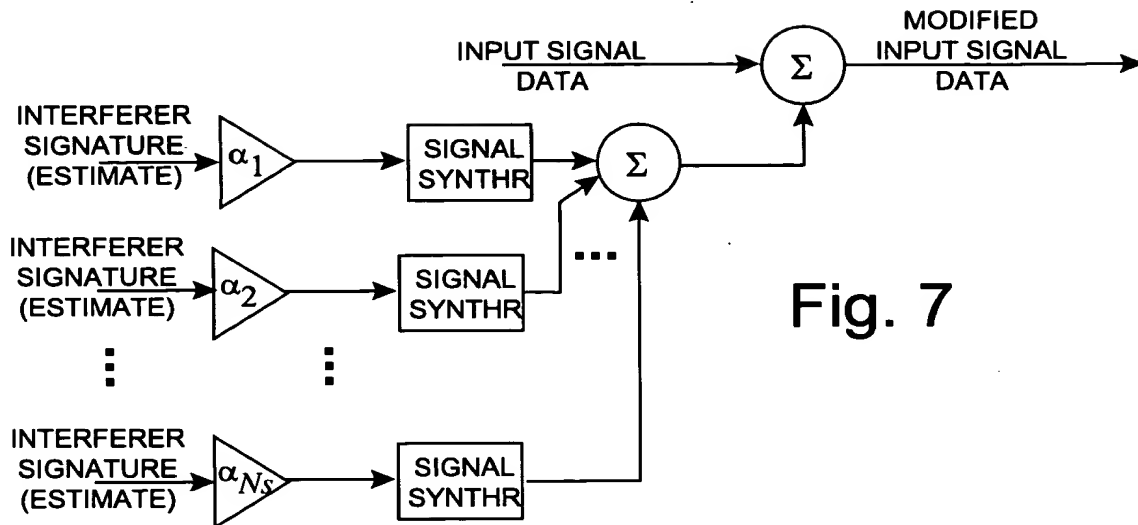 INPUT SIGNAL
DATA
Σ
MODIFIED
INPUT SIGNAL
DATA
INTERFERER
SIGNATURE
(ESTIMATE)
α1
SIGNAL
SYNTHR
Σ
INTERFERER
SIGNATURE
(ESTIMATE)
α2
SIGNAL
SYNTHR
Fig. 7
INTERFERER
SIGNATURE
(ESTIMATE)
αNs
SIGNAL
SYNTHR